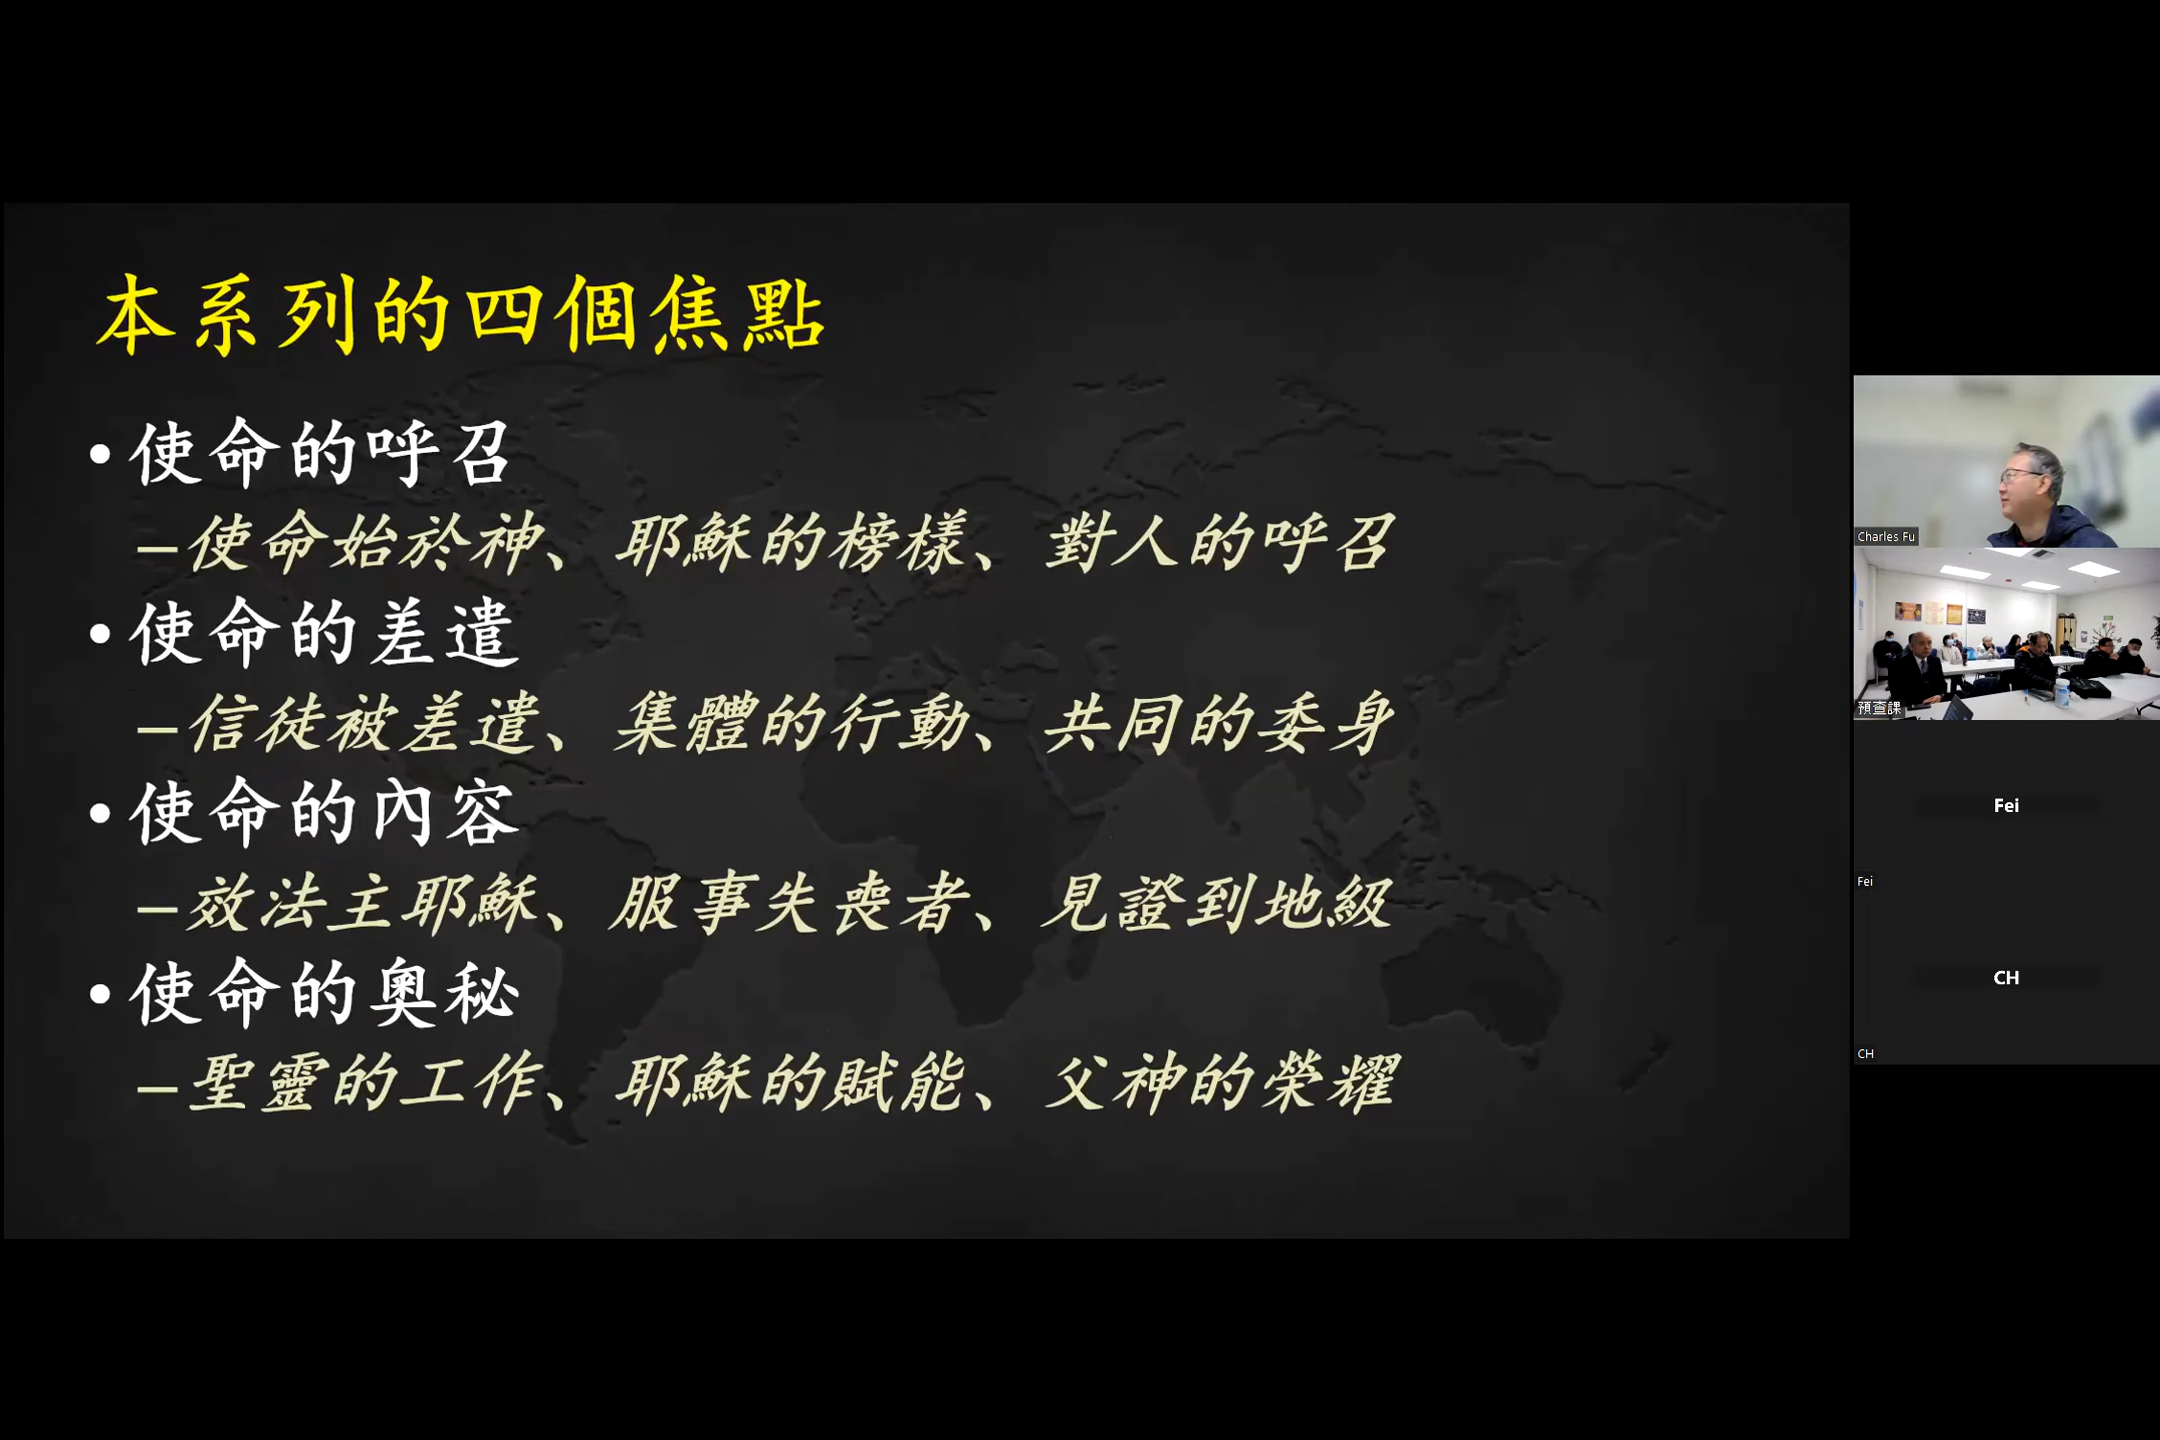 本系列的四個焦點
•使命的呼召
–使命始於神、耶穌的榜樣、對人的呼召
•使命的差遣
–信徒被差遣、集體的行動、共同的委身
•使命的內容
–效法主耶穌、服事失喪者、見證到地級
•使命的奧秘
–聖靈的工作、耶穌的賦能、父神的榮耀
Charles Fu
預查課
Fei
Fei
CH
CH